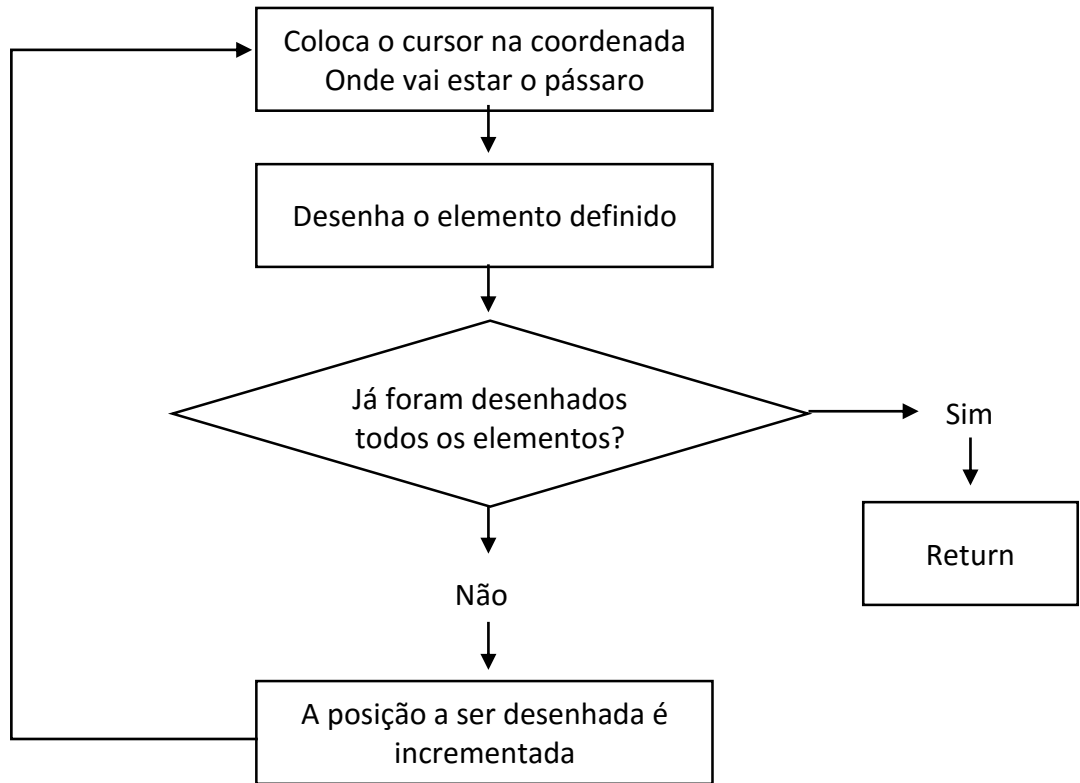 Coloca o cursor na coordenada
Onde vai estar o pássaro
Desenha o elemento definido
Já foram desenhados
todos os elementos?
Sim
Return
Não
A posição a ser desenhada é
incrementada